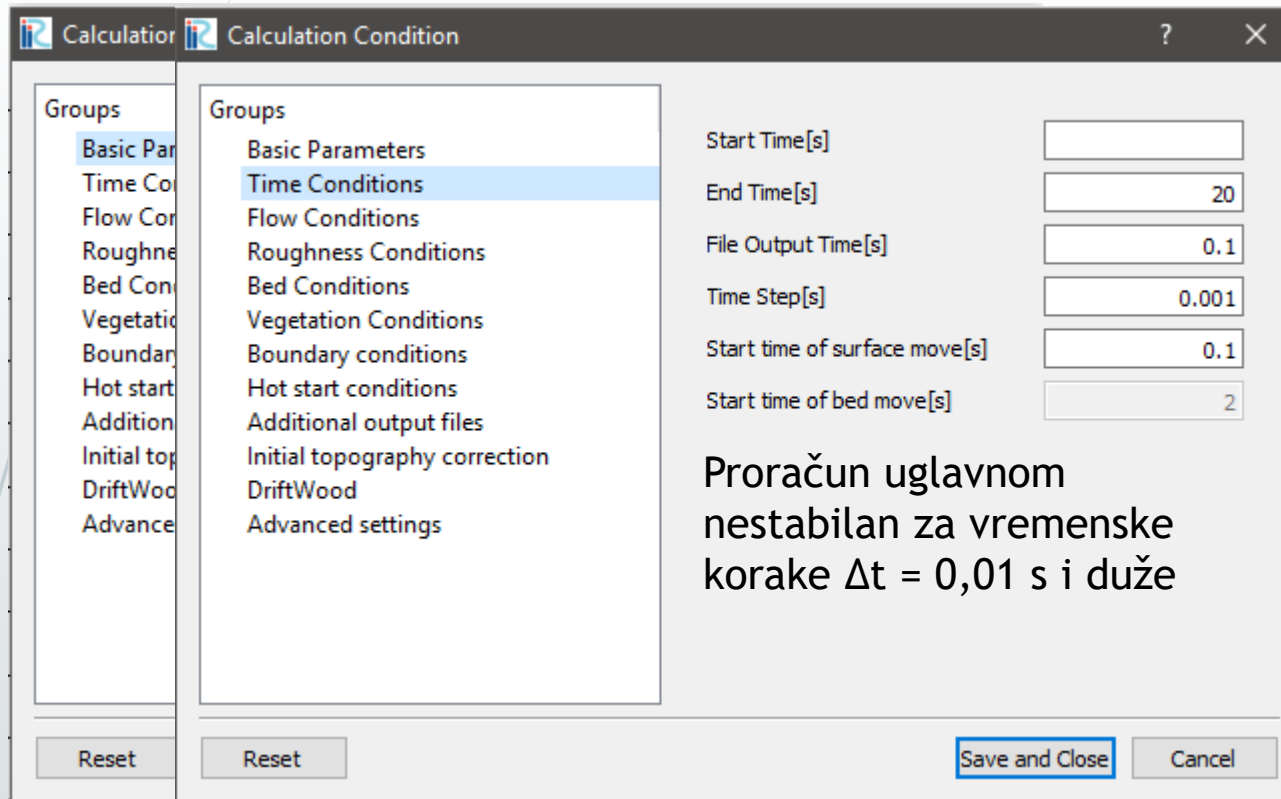 Calculation
Groups
Basic Par
Time Co
Flow Cor
Roughne
Bed Con
Vegetatio
Boundar
Hot start
Addition
Initial top
DriftWoo
Advance
Reset
Calculation Condition
?
Groups
Basic Parameters
Time Conditions
Flow Conditions
Roughness Conditions
Bed Conditions
Vegetation Conditions
Boundary conditions
Hot start conditions
Additional output files
Initial topography correction
DriftWood
Advanced settings
Start Time[s]
End Time[s] 20
File Output Time[s] 0.1
Time Step[s] 0.001
Start time of surface move[s] 0.1
Start time of bed move[s] 2
Proračun uglavnom
nestabilan za vremenske
korake Δt = 0,01 s i duže
Reset
Save and Close
Cancel